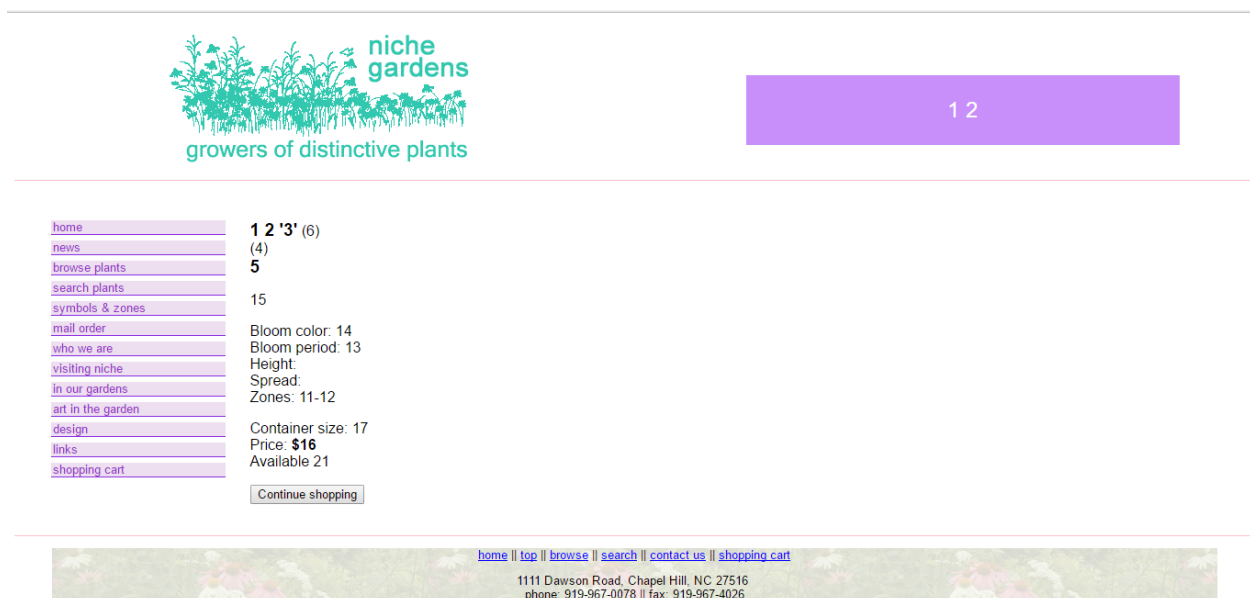 niche
gardens
growers of distinctive plants
1 2
home
news
browse plants
search plants
symbols & zones
mail order
who we are
visiting niche
in our gardens
art in the garden
design
links
shopping cart
1 2 '3' (6)
(4)
5
15
Bloom color: 14
Bloom period: 13
Height:
Spread:
Zones: 11-12
Container size: 17
Price: $16
Available 21
Continue shopping
home || top || browse || search || contact us || shopping cart
1111 Dawson Road, Chapel Hill, NC 27516
phone: 919-967-0078 || fax: 919-967-4026